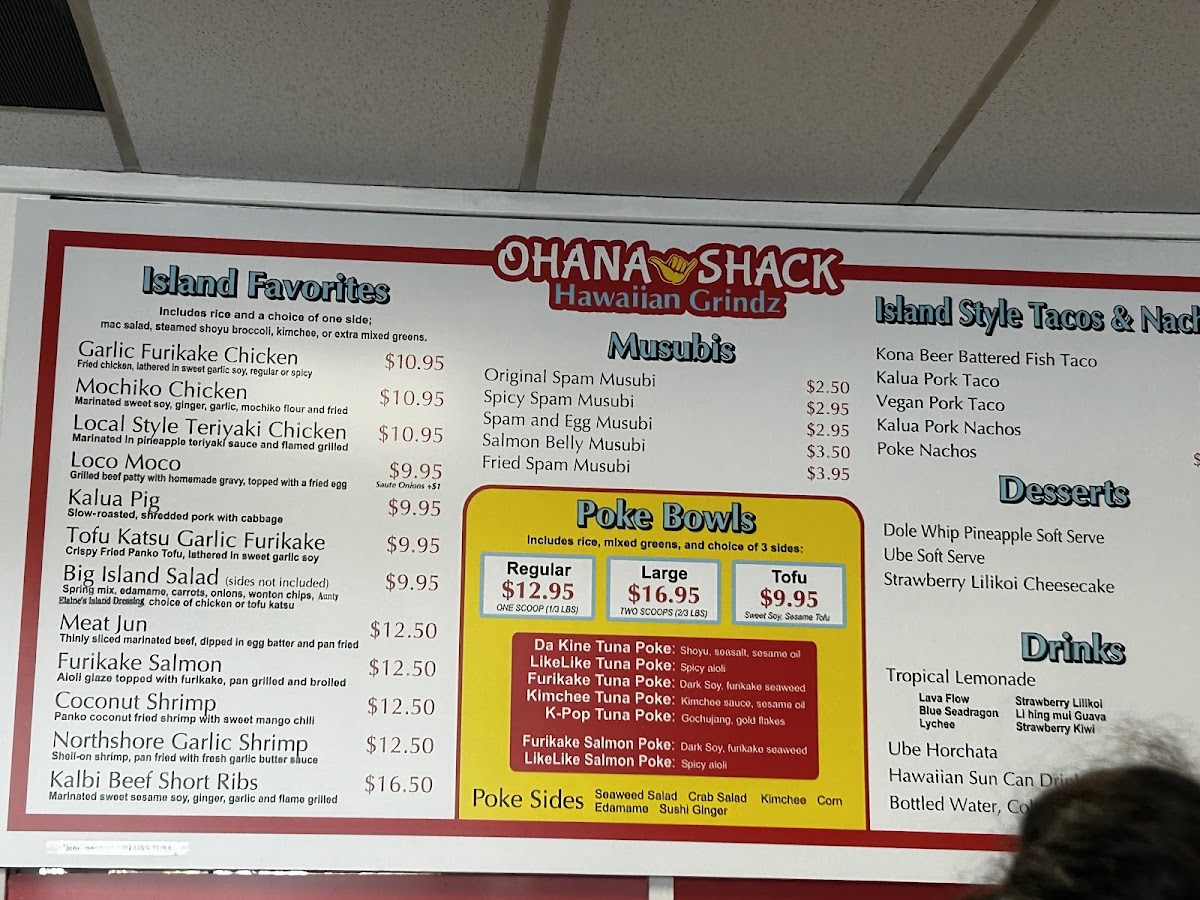 OHANA SHACK
Hawaiian Grindz
Island Favorites
Includes rice and a choice of one side;
mac salad, steamed shoyu broccoli, kimchee, or extra mixed greens.
Garlic Furikake Chicken $10.95
Fried chicken, lathered in sweet garlic soy, regular or spicy
Mochiko Chicken $10.95
Marinated sweet soy, ginger, garlic, mochiko flour and fried
Local Style Teriyaki Chicken $10.95
Marinated in pineapple teriyaki sauce and flamed grilled
Loco Moco $9.95
Grilled beef patty with homemade gravy, topped with a fried egg Saute Onions +$1
Kalua Pig $9.95
Slow-roasted, shredded pork with cabbage
Tofu Katsu Garlic Furikake $9.95
Crispy Fried Panko Tofu, lathered in sweet garlic soy
Big Island Salad (sides not included) $9.95
Spring mix, edamame, carrots, onions, wonton chips, Aunty
Elaine's Island Dressing, choice of chicken or tofu katsu
Meat Jun $12.50
Thinly sliced marinated beef, dipped in egg batter and pan fried
Furikake Salmon $12.50
Aioli glaze topped with furikake, pan grilled and broiled
Coconut Shrimp $12.50
Panko coconut fried shrimp with sweet mango chili
Northshore Garlic Shrimp $12.50
Shell-on shrimp, pan fried with fresh garlic butter sauce
Kalbi Beef Short Ribs $16.50
Marinated sweet sesame soy, ginger, garlic and flame grilled
Musubis
Original Spam Musubi $2.50
Spicy Spam Musubi $2.95
Spam and Egg Musubi $2.95
Salmon Belly Musubi $3.50
Fried Spam Musubi $3.95
Poke Bowls
Includes rice, mixed greens, and choice of 3 sides:
Regular
$12.95
ONE SCOOP (1/3 LBS)
Large
$16.95
TWO SCOOPS (2/3 LBS)
Tofu
$9.95
Sweet Soy, Sesame Tofu
Da Kine Tuna Poke: Shoyu, seasalt, sesame oil
LikeLike Tuna Poke: Spicy aioli
Furikake Tuna Poke: Dark Soy, furikake seaweed
Kimchee Tuna Poke: Kimchee sauce, sesame oil
K-Pop Tuna Poke: Gochujang, gold flakes
Furikake Salmon Poke: Dark Soy, furikake seaweed
LikeLike Salmon Poke: Spicy aioli
Poke Sides Seaweed Salad Crab Salad Kimchee Corn
Edamame Sushi Ginger
Island Style Tacos & Nach
Kona Beer Battered Fish Taco
Kalua Pork Taco
Vegan Pork Taco
Kalua Pork Nachos
Poke Nachos $
Desserts
Dole Whip Pineapple Soft Serve
Ube Soft Serve
Strawberry Lilikoi Cheesecake
Drinks
Tropical Lemonade
Lava Flow Strawberry Lilikoi
Blue Seadragon Li hing mui Guava
Lychee Strawberry Kiwi
Ube Horchata
Hawaiian Sun Can
Bottled Water,